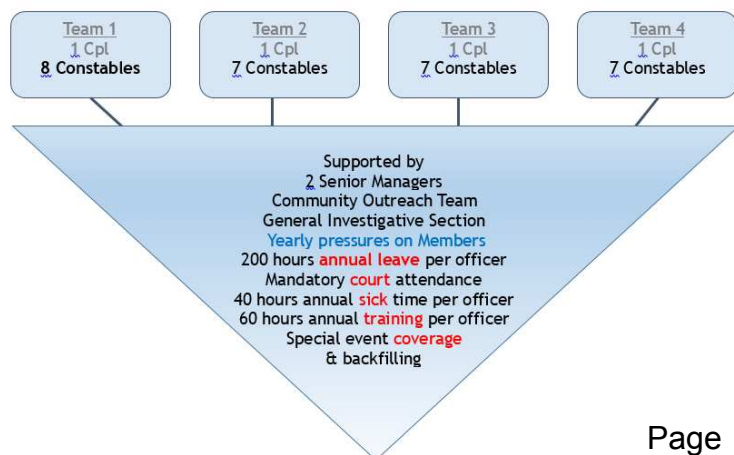 Team 1
1 Cpl
8 Constables
Team 2
1 Cpl
7 Constables
Team 3
1 Cpl
7 Constables
Team 4
1 Cpl
7 Constables
Supported by
2 Senior Managers
Community Outreach Team
General Investigative Section
Yearly pressures on Members
200 hours annual leave per officer
Mandatory court attendance
40 hours annual sick time per officer
60 hours annual training per officer
Special event coverage
& backfilling
Page